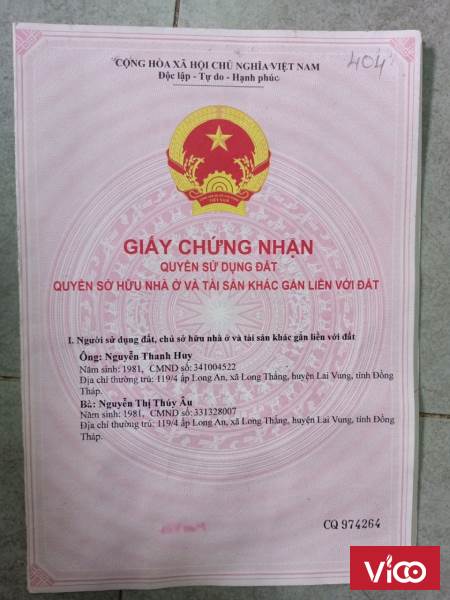 404
CỘNG HÒA XÃ HỘI CHỦ NGHĨA VIỆT NAM
Độc lập - Tự do - Hạnh phúc
VIỆT NAM
GIẤY CHỨNG NHẬN
QUYỀN SỬ DỤNG ĐẤT
QUYỀN SỞ HỮU NHÀ Ở VÀ TÀI SẢN KHÁC GẮN LIỀN VỚI ĐẤT
I. Người sử dụng đất, chủ sở hữu nhà ở và tài sản khác gắn liền với đất
Ông: Nguyễn Thanh Huy
Năm sinh: 1981, CMND số: 341004522
Địa chỉ thường trú: 119/4 ấp Long An, xã Long Thắng, huyện Lai Vung, tỉnh Đồng
Tháp.
Bà: Nguyễn Thị Thúy Âu
Năm sinh: 1981, CMND số: 331328007
Địa chỉ thường trú: 119/4 ấp Long An, xã Long Thắng, huyện Lai Vung, tỉnh Đồng
Tháp.
CQ 974264
vico